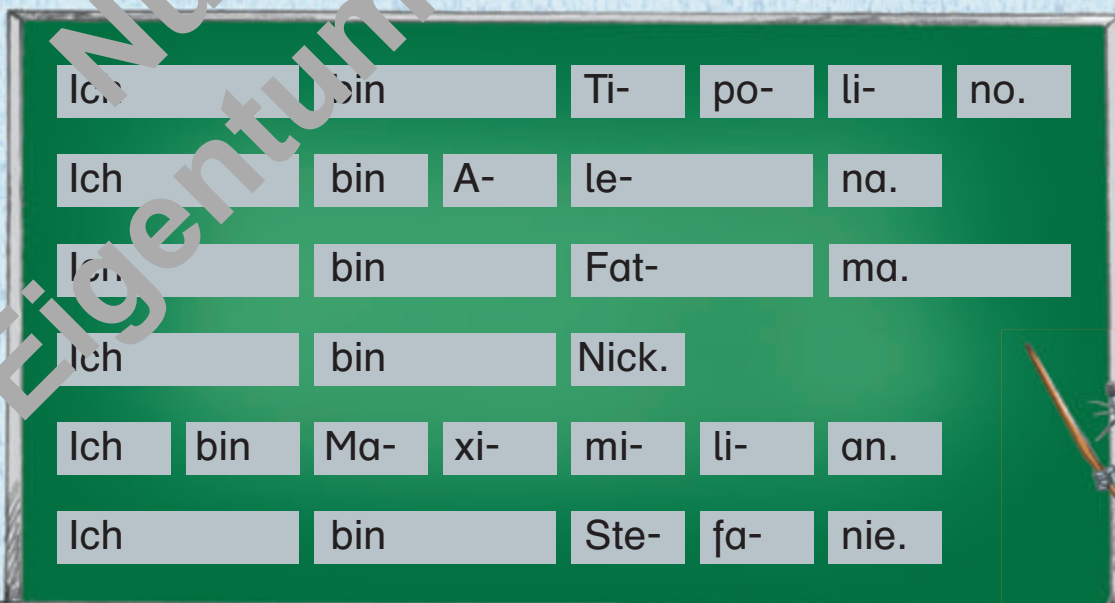 Ich bin Ti- po- li- no.
Ich bin A- le- na.
Ich bin Fat- ma.
Ich bin Nick.
Ich bin Ma- xi- mi- li- an.
Ich bin Ste- fa- nie.
Eigentum